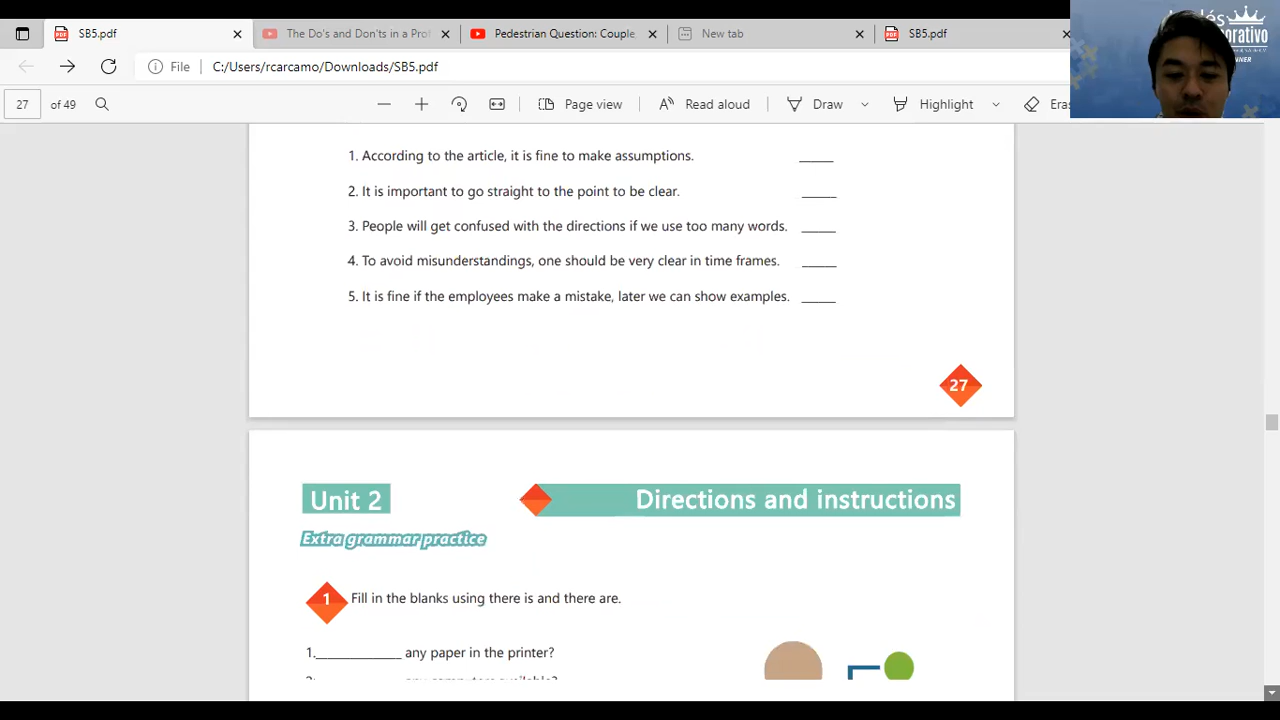 SB5.pdf
The Do's and Don'ts in a Prof
Pedestrian Question: Couple
New tab
SB5.pdf
File
C:/Users/rcarcamo/Downloads/SB5.pdf
27 of 49
Page view
Read aloud
Draw
Highlight
1. According to the article, it is fine to make assumptions. _____
2. It is important to go straight to the point to be clear. _____
3. People will get confused with the directions if we use too many words. _____
4. To avoid misunderstandings, one should be very clear in time frames. _____
5. It is fine if the employees make a mistake, later we can show examples. _____
27
Unit 2
Directions and instructions
Extra grammar practice
1 Fill in the blanks using there is and there are.
1._____________ any paper in the printer?